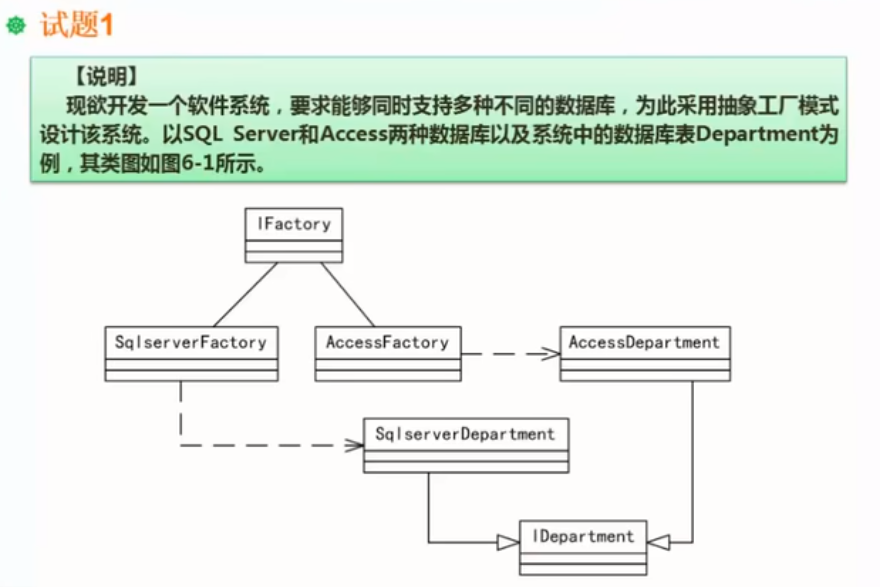 试题1
【说明】
现欲开发一个软件系统，要求能够同时支持多种不同的数据库，为此采用抽象工厂模式
设计该系统。以SQL Server和Access两种数据库以及系统中的数据库表Department为
例，其类图如图6-1所示。
IFactory
SqlserverFactory
AccessFactory
AccessDepartment
SqlserverDepartment
IDepartment